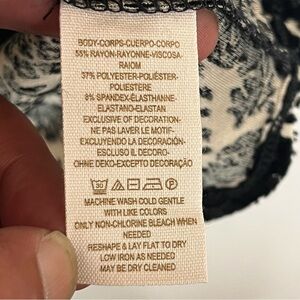 BODY-CORPS-CUERPO-CORPO
55% RAYON-RAYONNE-VISCOSA-
RAIOM
37% POLYESTER-POLIÉSTER-
POLIESTERE
8% SPANDEX-ÉLASTHANNE-
ELASTANO-ELASTAN
EXCLUSIVE OF DECORATION-
NE PAS LAVER LE MOTIF-
EXCLUYENDO LA DECORACIÓN-
ESCLUSO IL DECORO-
OHNE DEKO-EXCEPTO DECORAÇÃO
30 P
MACHINE WASH COLD GENTLE
WITH LIKE COLORS
ONLY NON-CHLORINE BLEACH WHEN
NEEDED
RESHAPE & LAY FLAT TO DRY
LOW IRON AS NEEDED
MAY BE DRY CLEANED